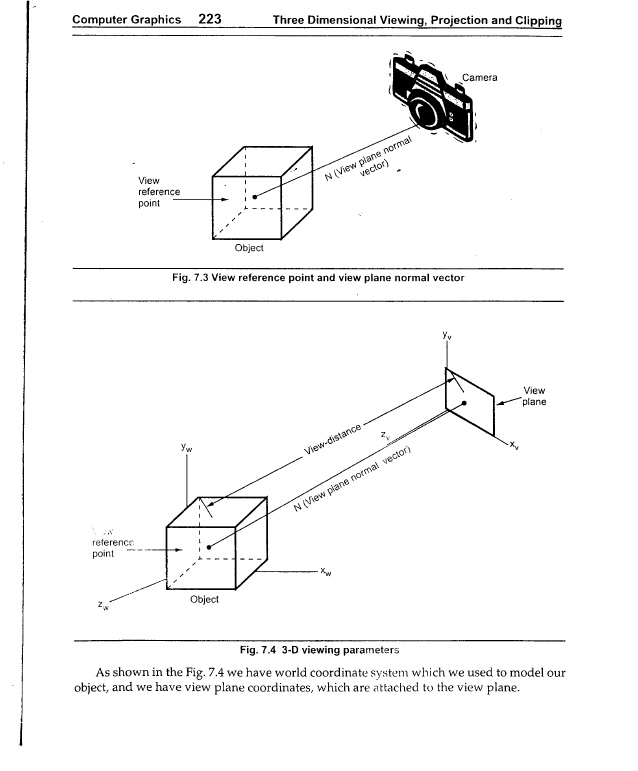 Computer Graphics 223 Three Dimensional Viewing, Projection and Clipping
Camera
N (View plane normal
vector)
View
reference
point
Object
Fig. 7.3 View reference point and view plane normal vector
yv
View
plane
View-distance
zv
xv
yw
N (View plane normal vector)
reference
point
xw
zw
Object
Fig. 7.4 3-D viewing parameters
As shown in the Fig. 7.4 we have world coordinate system which we used to model our
object, and we have view plane coordinates, which are attached to the view plane.